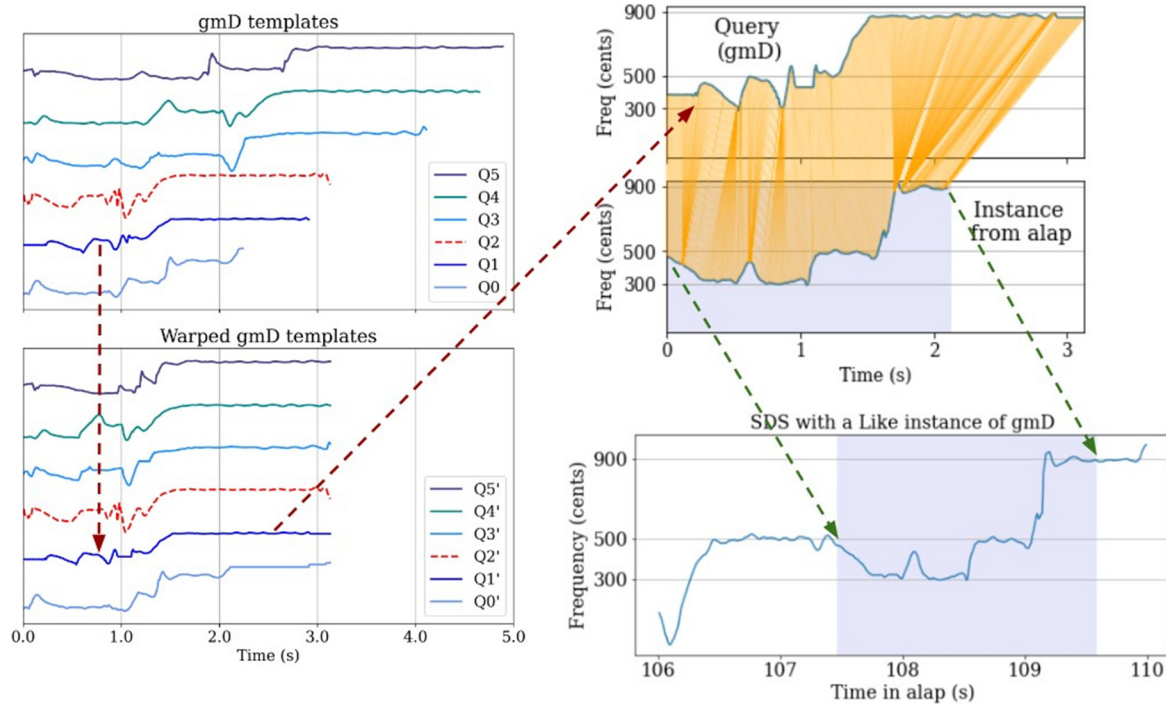 gmD templates
Q5
Q4
Q3
Q2
Q1
Q0
Warped gmD templates
Q5'
Q4'
Q3'
Q2'
Q1'
Q0'
0.0 1.0 2.0 3.0 4.0 5.0
Time (s)
900
500
300
Freq (cents)
Query
(gmD)
900
500
300
Freq (cents)
Instance
from alap
0 1 2 3
Time (s)
SDS with a Like instance of gmD
900
500
300
Frequency (cents)
106 107 108 109 110
Time in alap (s)